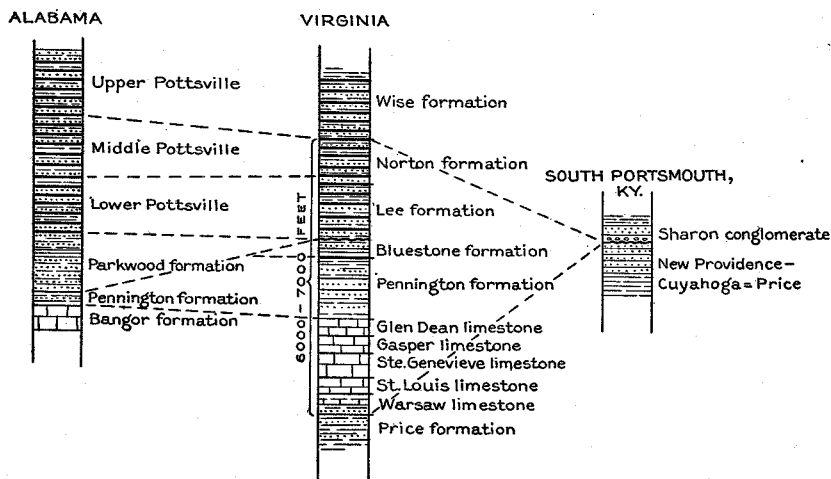 ALABAMA
Upper Pottsville
Middle Pottsville
Lower Pottsville
Parkwood formation
Pennington formation
Bangor formation
VIRGINIA
6000–7000 FEET
Wise formation
Norton formation
Lee formation
Bluestone formation
Pennington formation
Glen Dean limestone
Gasper limestone
Ste. Genevieve limestone
St. Louis limestone
Warsaw limestone
Price formation
SOUTH PORTSMOUTH,
KY.
Sharon conglomerate
New Providence–
Cuyahoga=Price